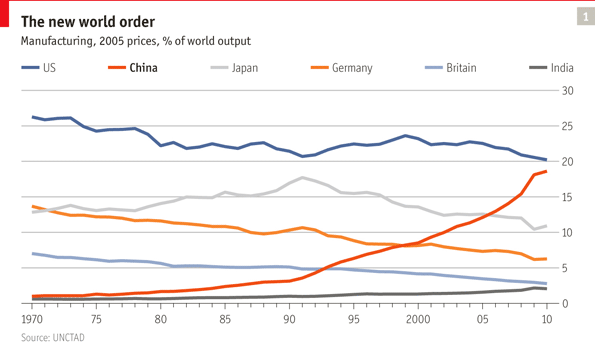 The new world order
1
Manufacturing, 2005 prices, % of world output
US China Japan Germany Britain India
30
25
20
15
10
5
0
1970 75 80 85 90 95 2000 05 10
Source: UNCTAD